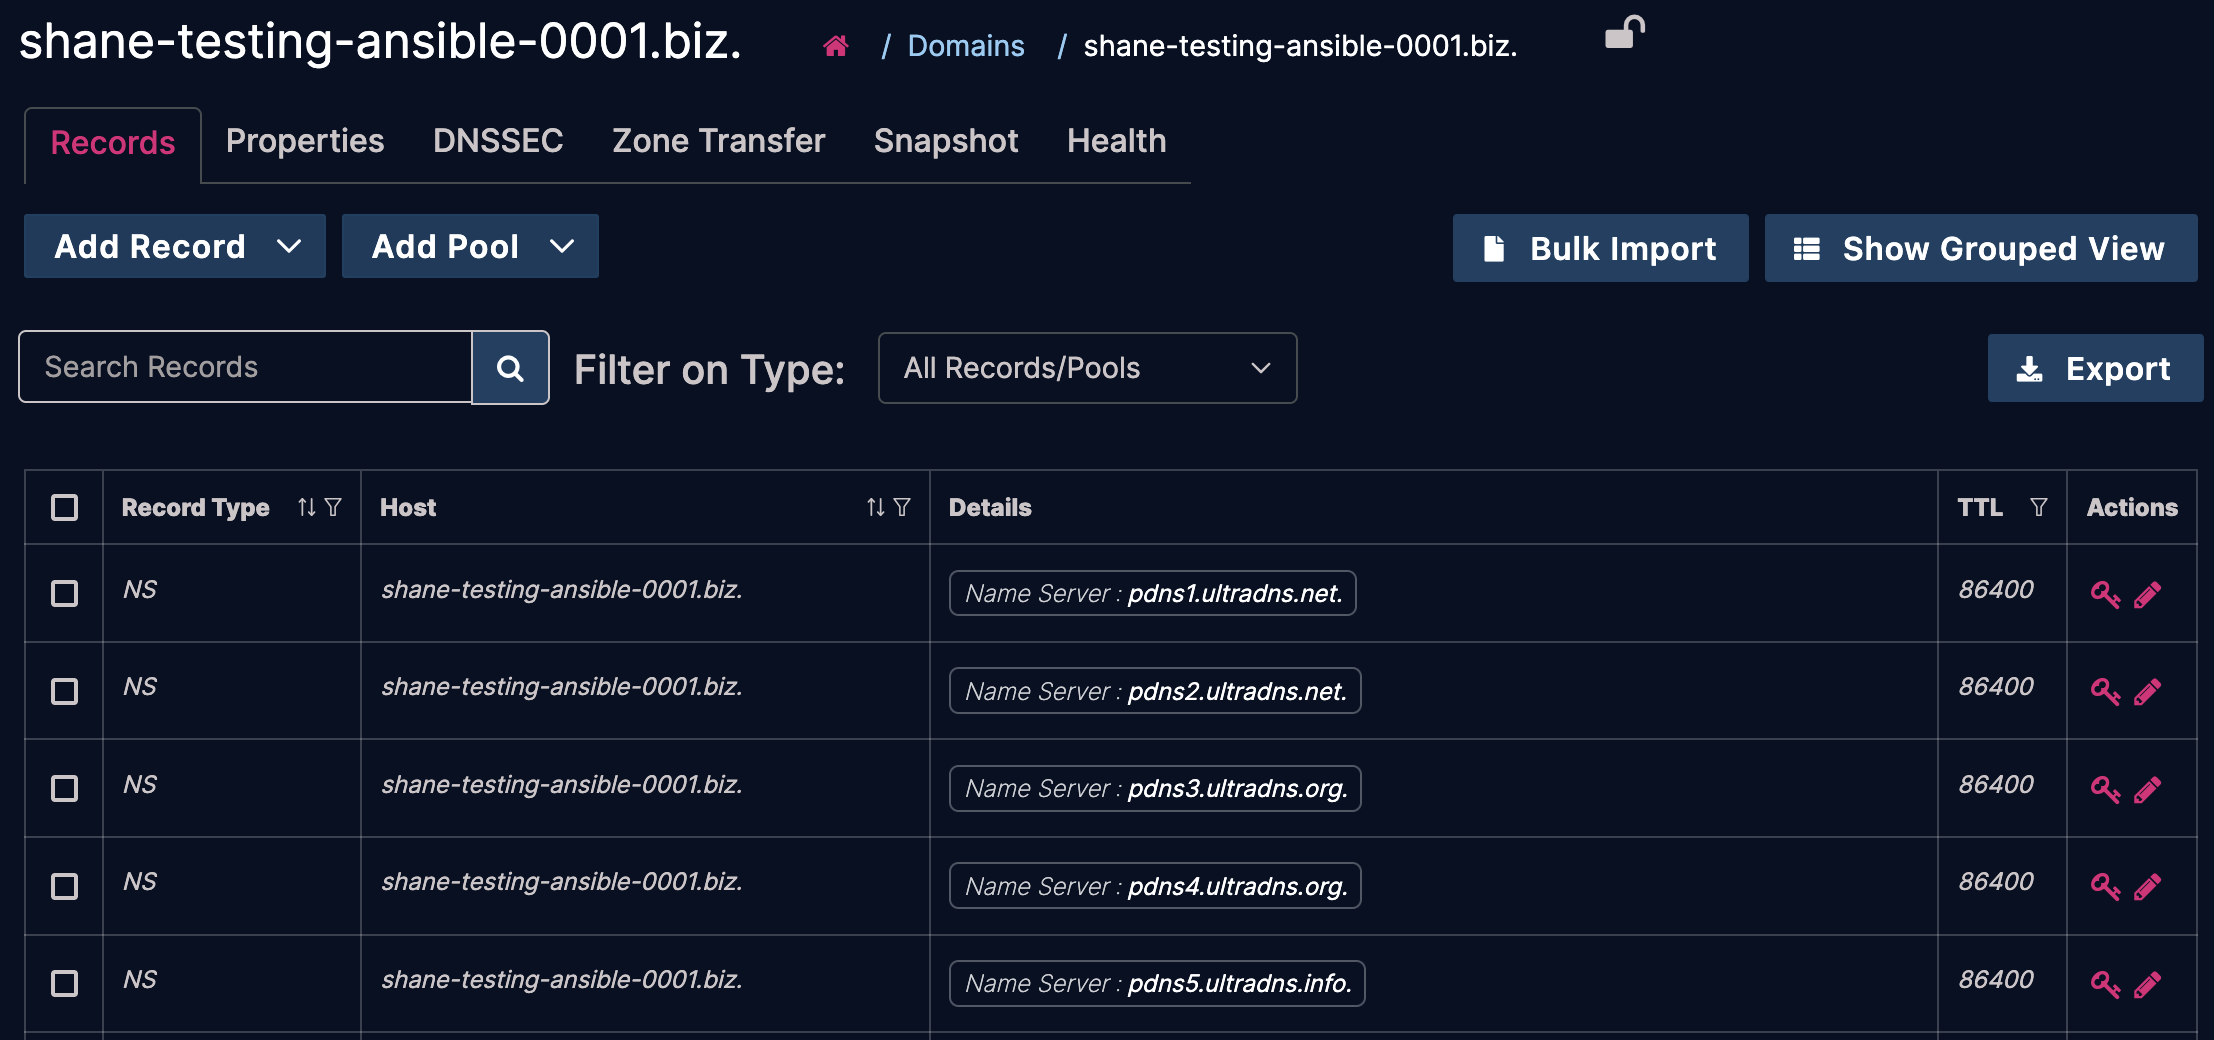 shane-testing-ansible-0001.biz. / Domains / shane-testing-ansible-0001.biz.
Records Properties DNSSEC Zone Transfer Snapshot Health
Add Record Add Pool Bulk Import Show Grouped View
Search Records Filter on Type: All Records/Pools Export
Record Type Host Details TTL Actions
NS shane-testing-ansible-0001.biz. Name Server : pdns1.ultradns.net. 86400
NS shane-testing-ansible-0001.biz. Name Server : pdns2.ultradns.net. 86400
NS shane-testing-ansible-0001.biz. Name Server : pdns3.ultradns.org. 86400
NS shane-testing-ansible-0001.biz. Name Server : pdns4.ultradns.org. 86400
NS shane-testing-ansible-0001.biz. Name Server : pdns5.ultradns.info. 86400